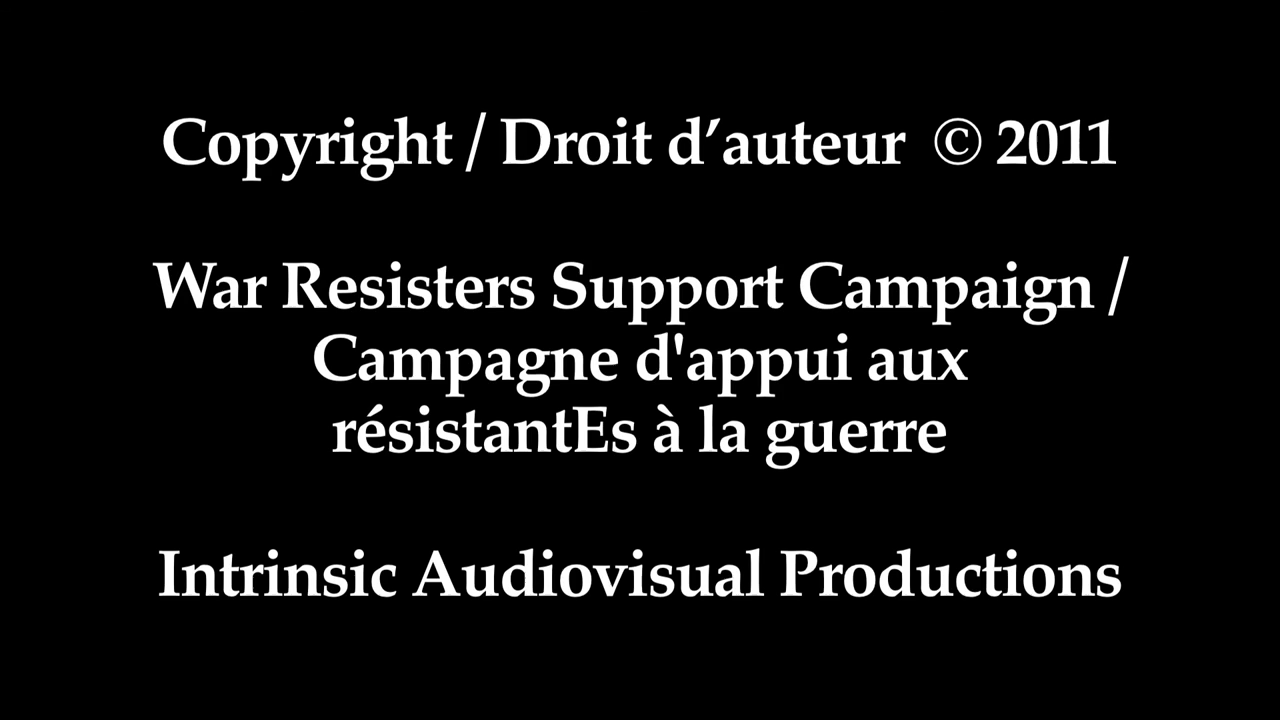 Copyright / Droit d’auteur © 2011
War Resisters Support Campaign /
Campagne d'appui aux
résistantEs à la guerre
Intrinsic Audiovisual Productions